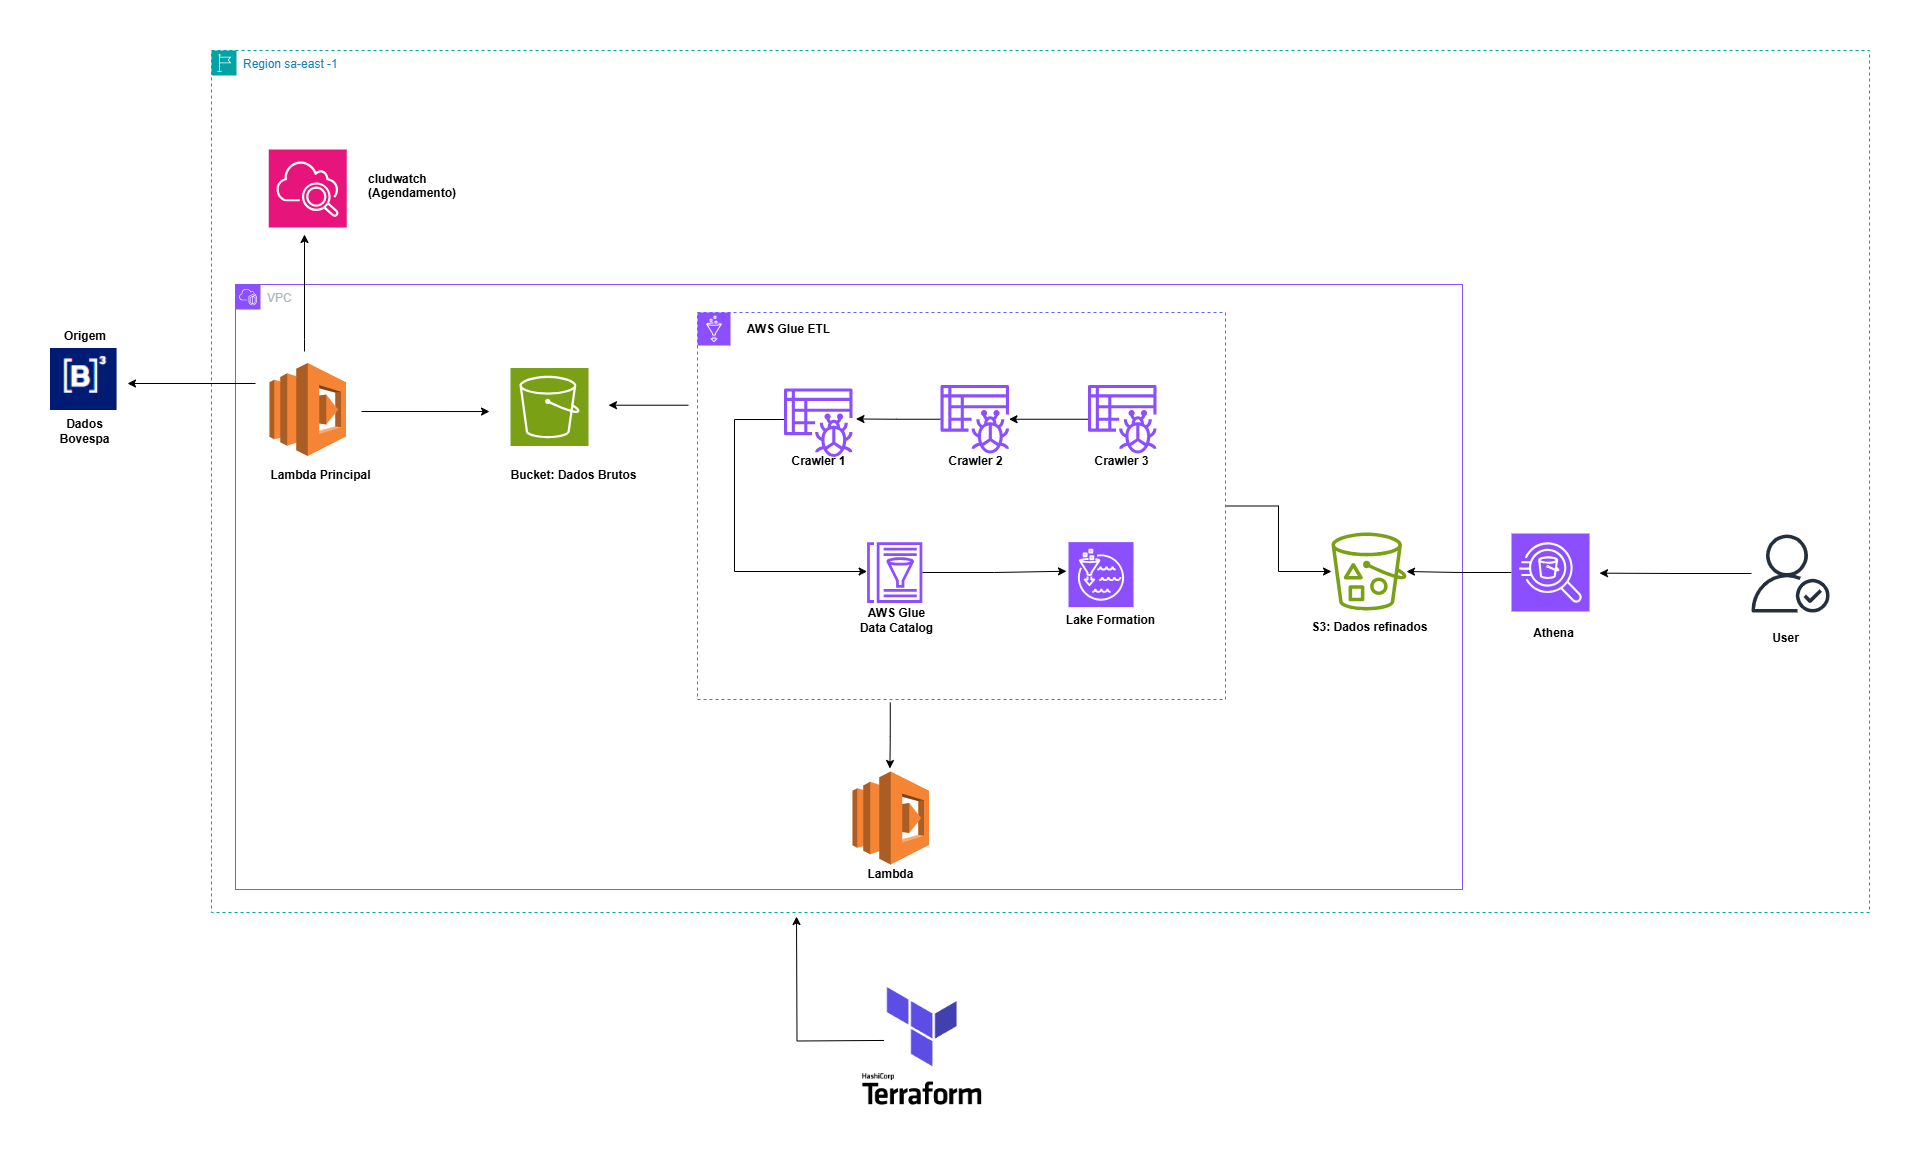 Region sa-east -1
cludwatch
(Agendamento)
VPC
Origem
[B]³
Dados
Bovespa
Lambda Principal
Bucket: Dados Brutos
AWS Glue ETL
Crawler 1
Crawler 2
Crawler 3
AWS Glue
Data Catalog
Lake Formation
S3: Dados refinados
Athena
User
Lambda
HashiCorp
Terraform